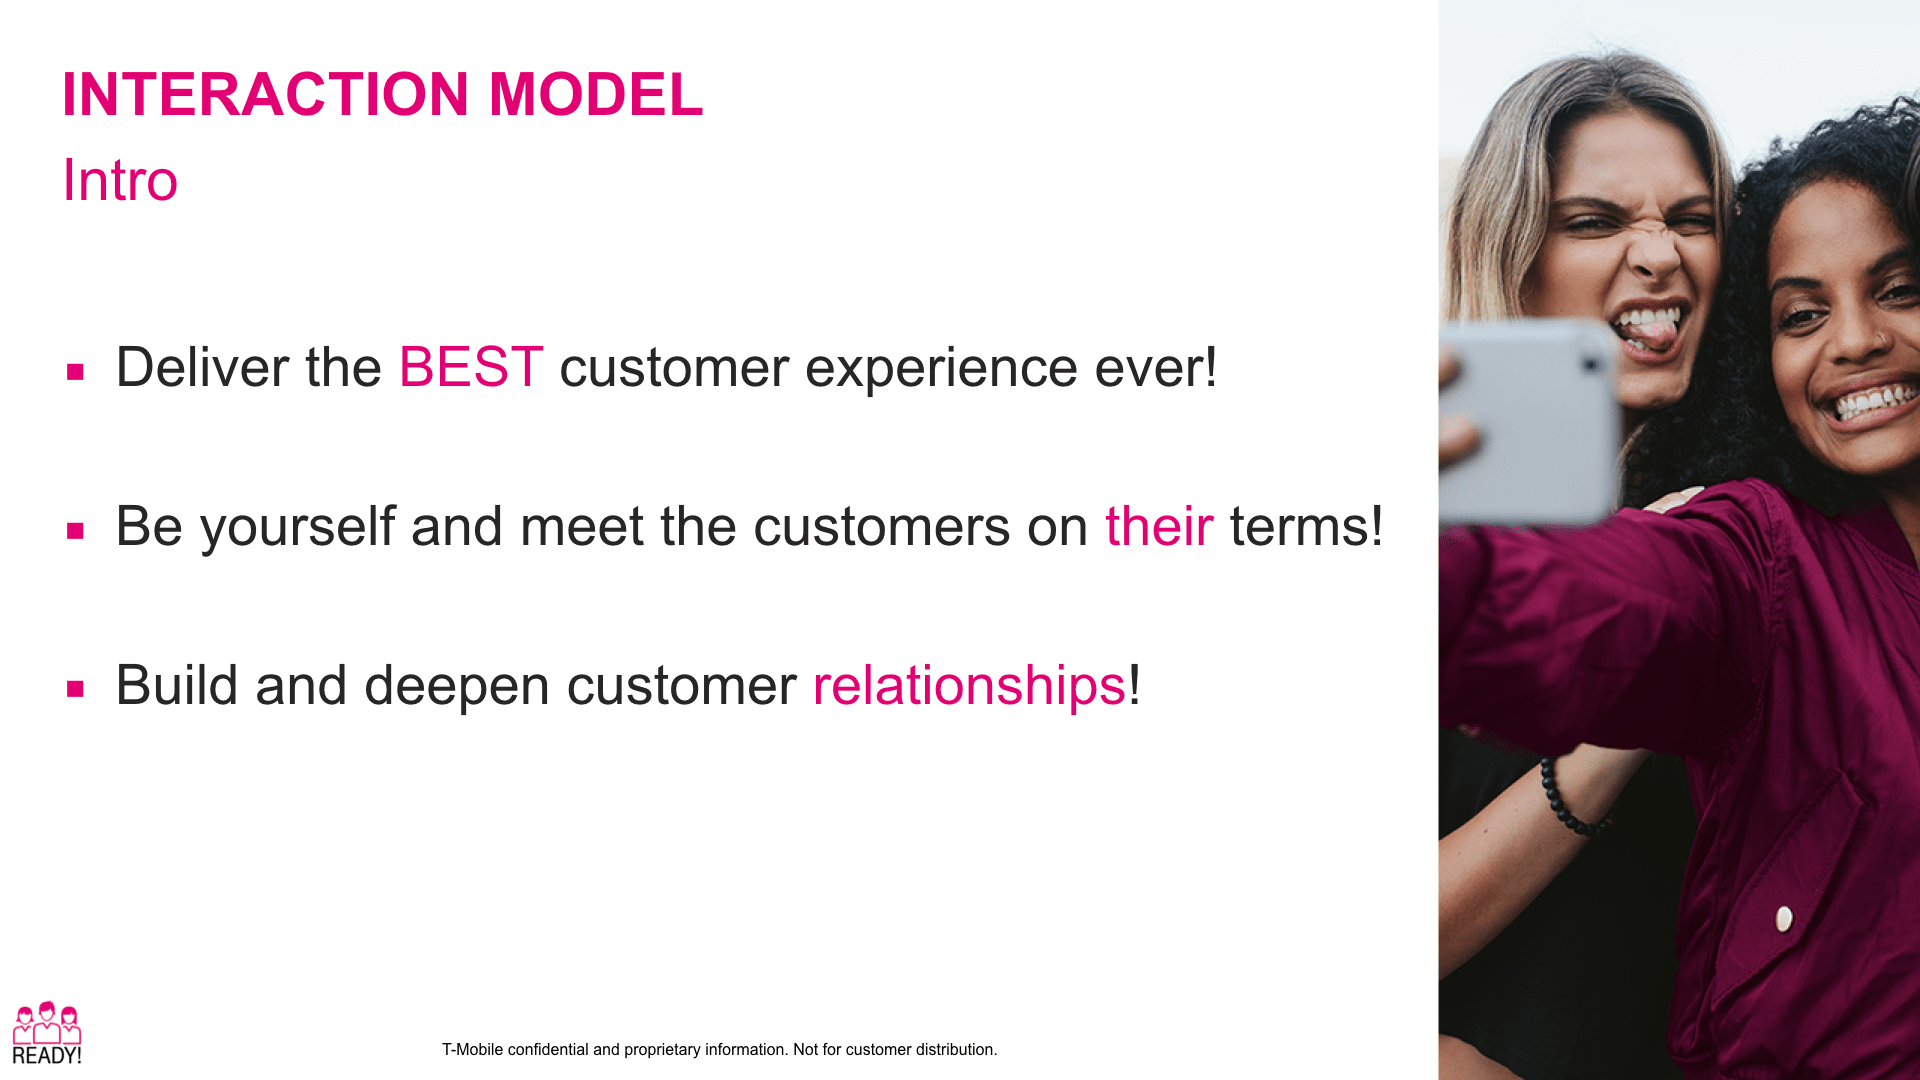 INTERACTION MODEL
Intro
▪ Deliver the BEST customer experience ever!
▪ Be yourself and meet the customers on their terms!
▪ Build and deepen customer relationships!
READY!
T-Mobile confidential and proprietary information. Not for customer distribution.